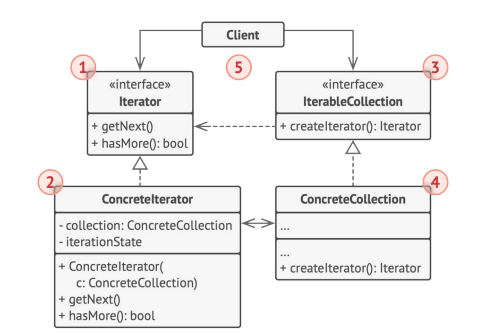 Client
1
5
3
«interface»
Iterator
+ getNext()
+ hasMore(): bool
«interface»
IterableCollection
+ createIterator(): Iterator
2
4
ConcreteIterator
- collection: ConcreteCollection
- iterationState
+ ConcreteIterator(
c: ConcreteCollection)
+ getNext()
+ hasMore(): bool
ConcreteCollection
...
...
+ createIterator(): Iterator